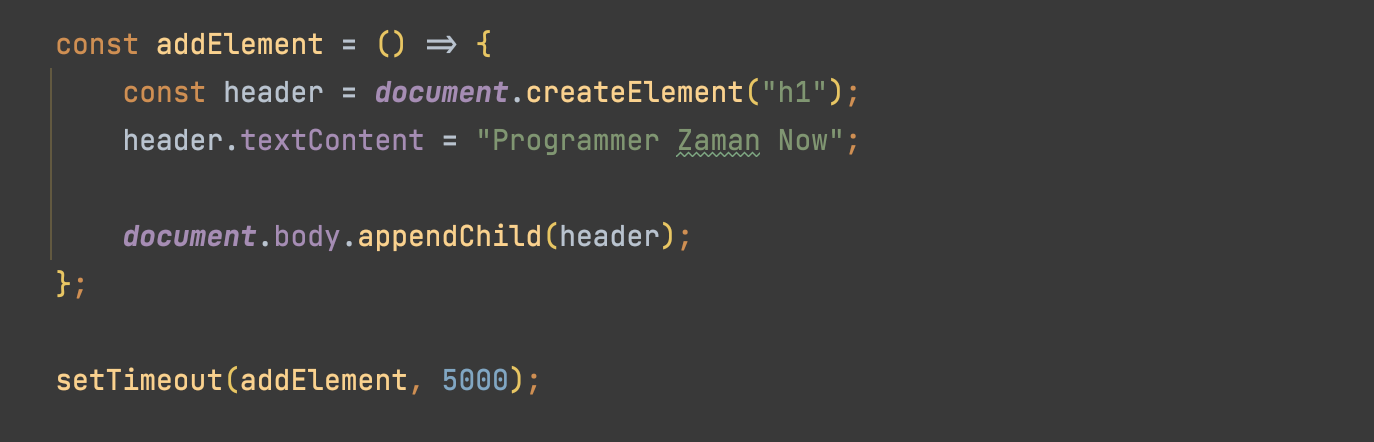 const addElement = () => {
    const header = document.createElement("h1");
    header.textContent = "Programmer Zaman Now";

    document.body.appendChild(header);
};

setTimeout(addElement, 5000);